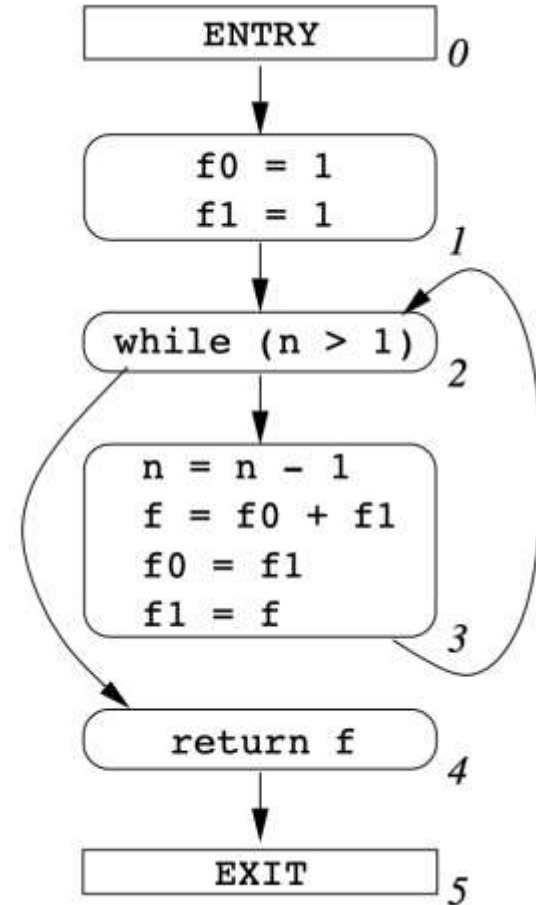 ENTRY
0
f0 = 1
f1 = 1
1
while (n > 1)
2
n = n - 1
f = f0 + f1
f0 = f1
f1 = f
3
return f
4
EXIT
5